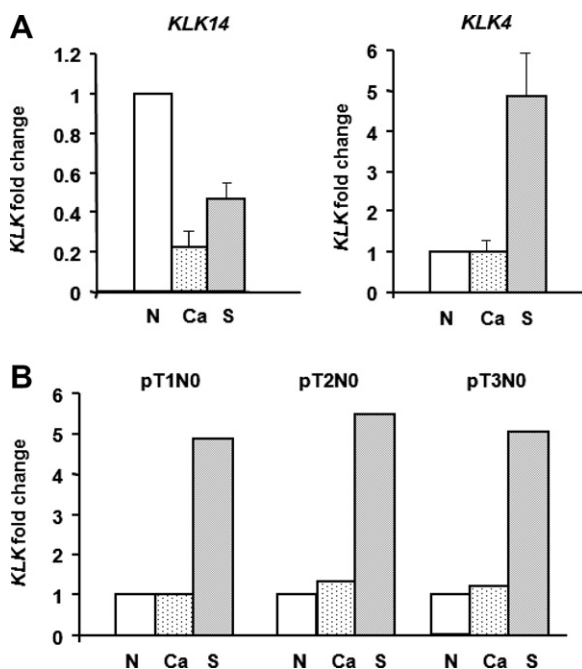 A
KLK14
KLK4
KLK fold change
1.2
1
0.8
0.6
0.4
0.2
0
N Ca S
KLK fold change
6
5
4
3
2
1
0
N Ca S
B
pT1N0 pT2N0 pT3N0
KLK fold change
6
5
4
3
2
1
0
N Ca S N Ca S N Ca S